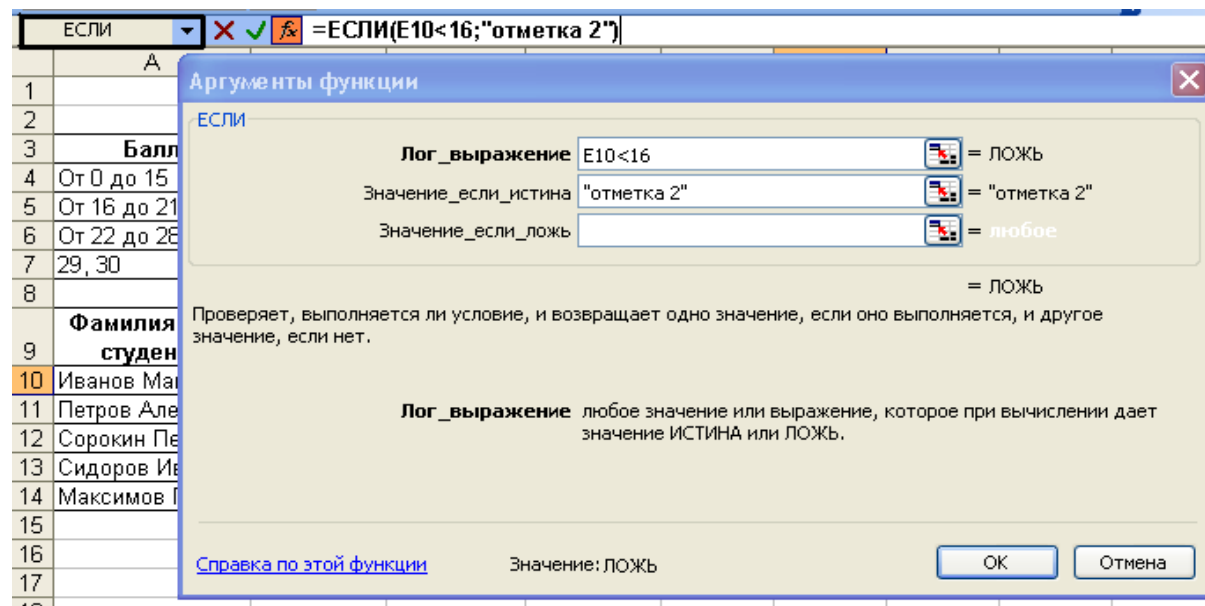 ЕСЛИ =ЕСЛИ(E10<16;"отметка 2")
A
Аргументы функции
1
2
ЕСЛИ
3 Балл
Лог_выражение E10<16 = ЛОЖЬ
4 От 0 до 15
Значение_если_истина "отметка 2" = "отметка 2"
5 От 16 до 21
Значение_если_ложь = любое
6 От 22 до 28
7 29, 30
= ЛОЖЬ
8
Проверяет, выполняется ли условие, и возвращает одно значение, если оно выполняется, и другое
значение, если нет.
Фамилия
9 студен
10 Иванов
11 Петров Але
Лог_выражение любое значение или выражение, которое при вычислении дает
значение ИСТИНА или ЛОЖЬ.
12 Сорокин Пе
13 Сидоров Ив
14 Максимов
15
16
Справка по этой функции Значение: ЛОЖЬ OK Отмена
17